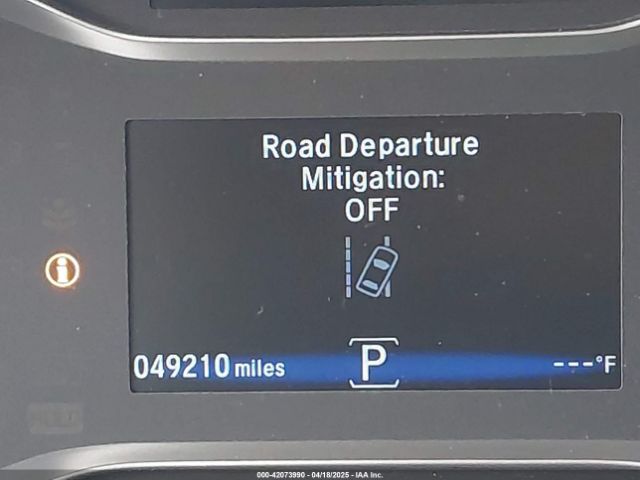 Road Departure
Mitigation:
OFF
049210 miles
P
---°F
000-42073990 - 04/18/2025 - IAA Inc.